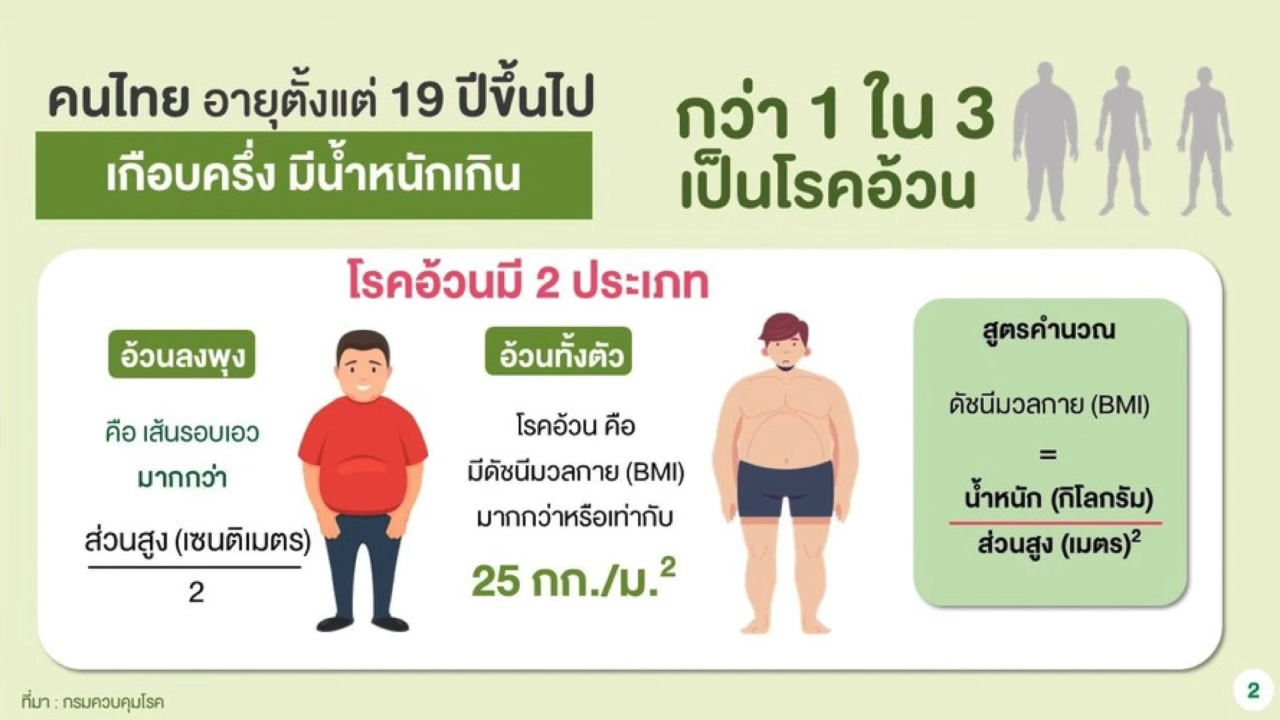 คนไทย อายุตั้งแต่ 19 ปีขึ้นไป
เกือบครึ่ง มีน้ำหนักเกิน
กว่า 1 ใน 3
เป็นโรคอ้วน
โรคอ้วนมี 2 ประเภท
อ้วนลงพุง
คือ เส้นรอบเอว
มากกว่า
ส่วนสูง (เซนติเมตร)
2
อ้วนทั้งตัว
โรคอ้วน คือ
มีดัชนีมวลกาย (BMI)
มากกว่าหรือเท่ากับ
25 กก./ม.²
สูตรคำนวณ
ดัชนีมวลกาย (BMI)
=
น้ำหนัก (กิโลกรัม)
ส่วนสูง (เมตร)²
ที่มา : กรมควบคุมโรค
2